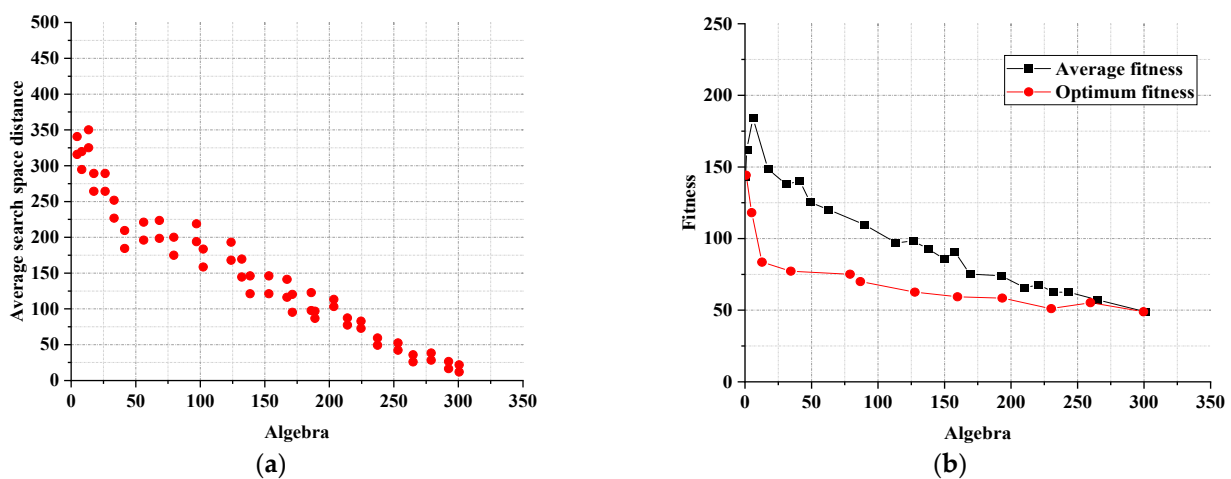 500
450
400
350
300
250
200
150
100
50
0
Average search space distance
0 50 100 150 200 250 300 350
Algebra
(a)
250
200
150
100
50
0
Fitness
Average fitness
Optimum fitness
0 50 100 150 200 250 300 350
Algebra
(b)